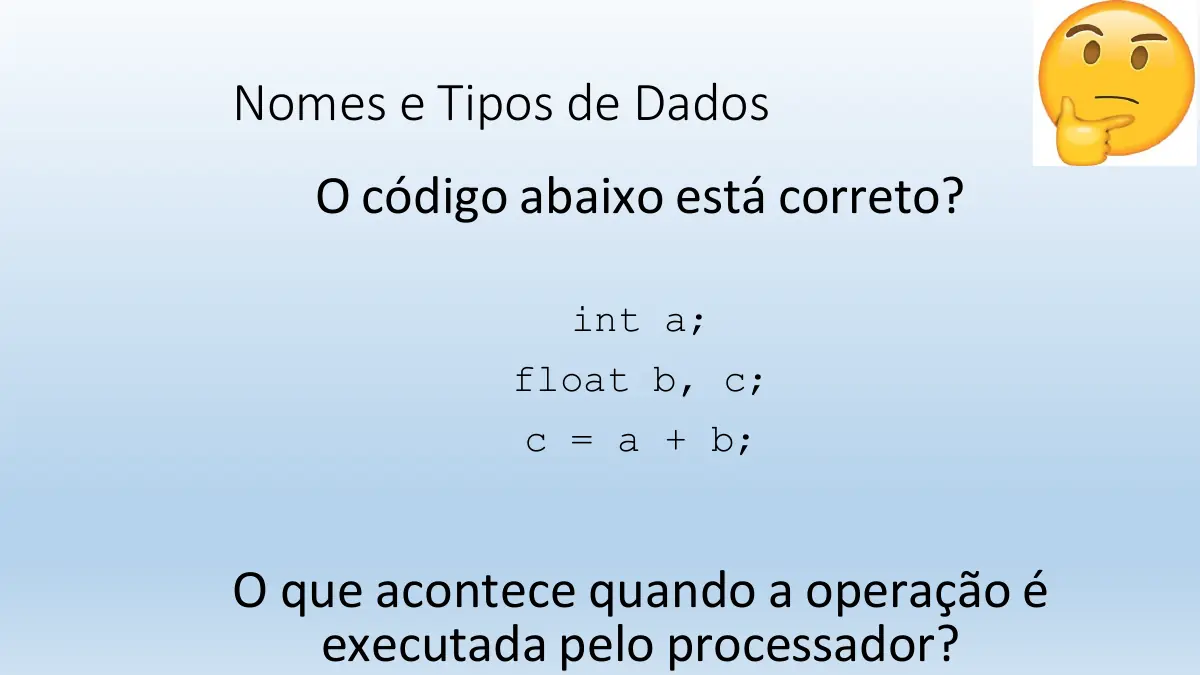 Nomes e Tipos de Dados
O código abaixo está correto?
int a;
float b, c;
c = a + b;
O que acontece quando a operação é
executada pelo processador?